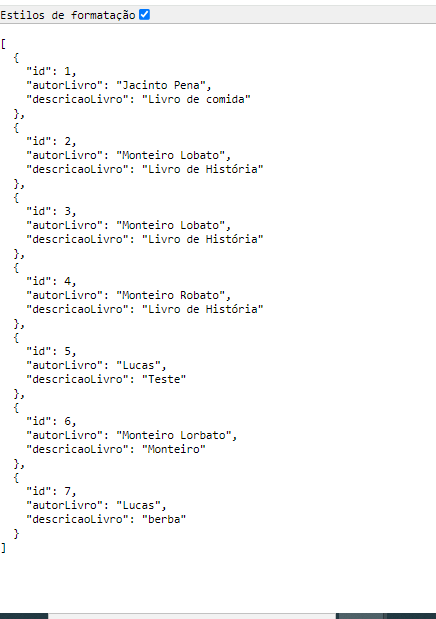 Estilos de formatação
[
  {
    "id": 1,
    "autorLivro": "Jacinto Pena",
    "descricaoLivro": "Livro de comida"
  },
  {
    "id": 2,
    "autorLivro": "Monteiro Lobato",
    "descricaoLivro": "Livro de História"
  },
  {
    "id": 3,
    "autorLivro": "Monteiro Lobato",
    "descricaoLivro": "Livro de História"
  },
  {
    "id": 4,
    "autorLivro": "Monteiro Robato",
    "descricaoLivro": "Livro de História"
  },
  {
    "id": 5,
    "autorLivro": "Lucas",
    "descricaoLivro": "Teste"
  },
  {
    "id": 6,
    "autorLivro": "Monteiro Lorbato",
    "descricaoLivro": "Monteiro"
  },
  {
    "id": 7,
    "autorLivro": "Lucas",
    "descricaoLivro": "berba"
  }
]